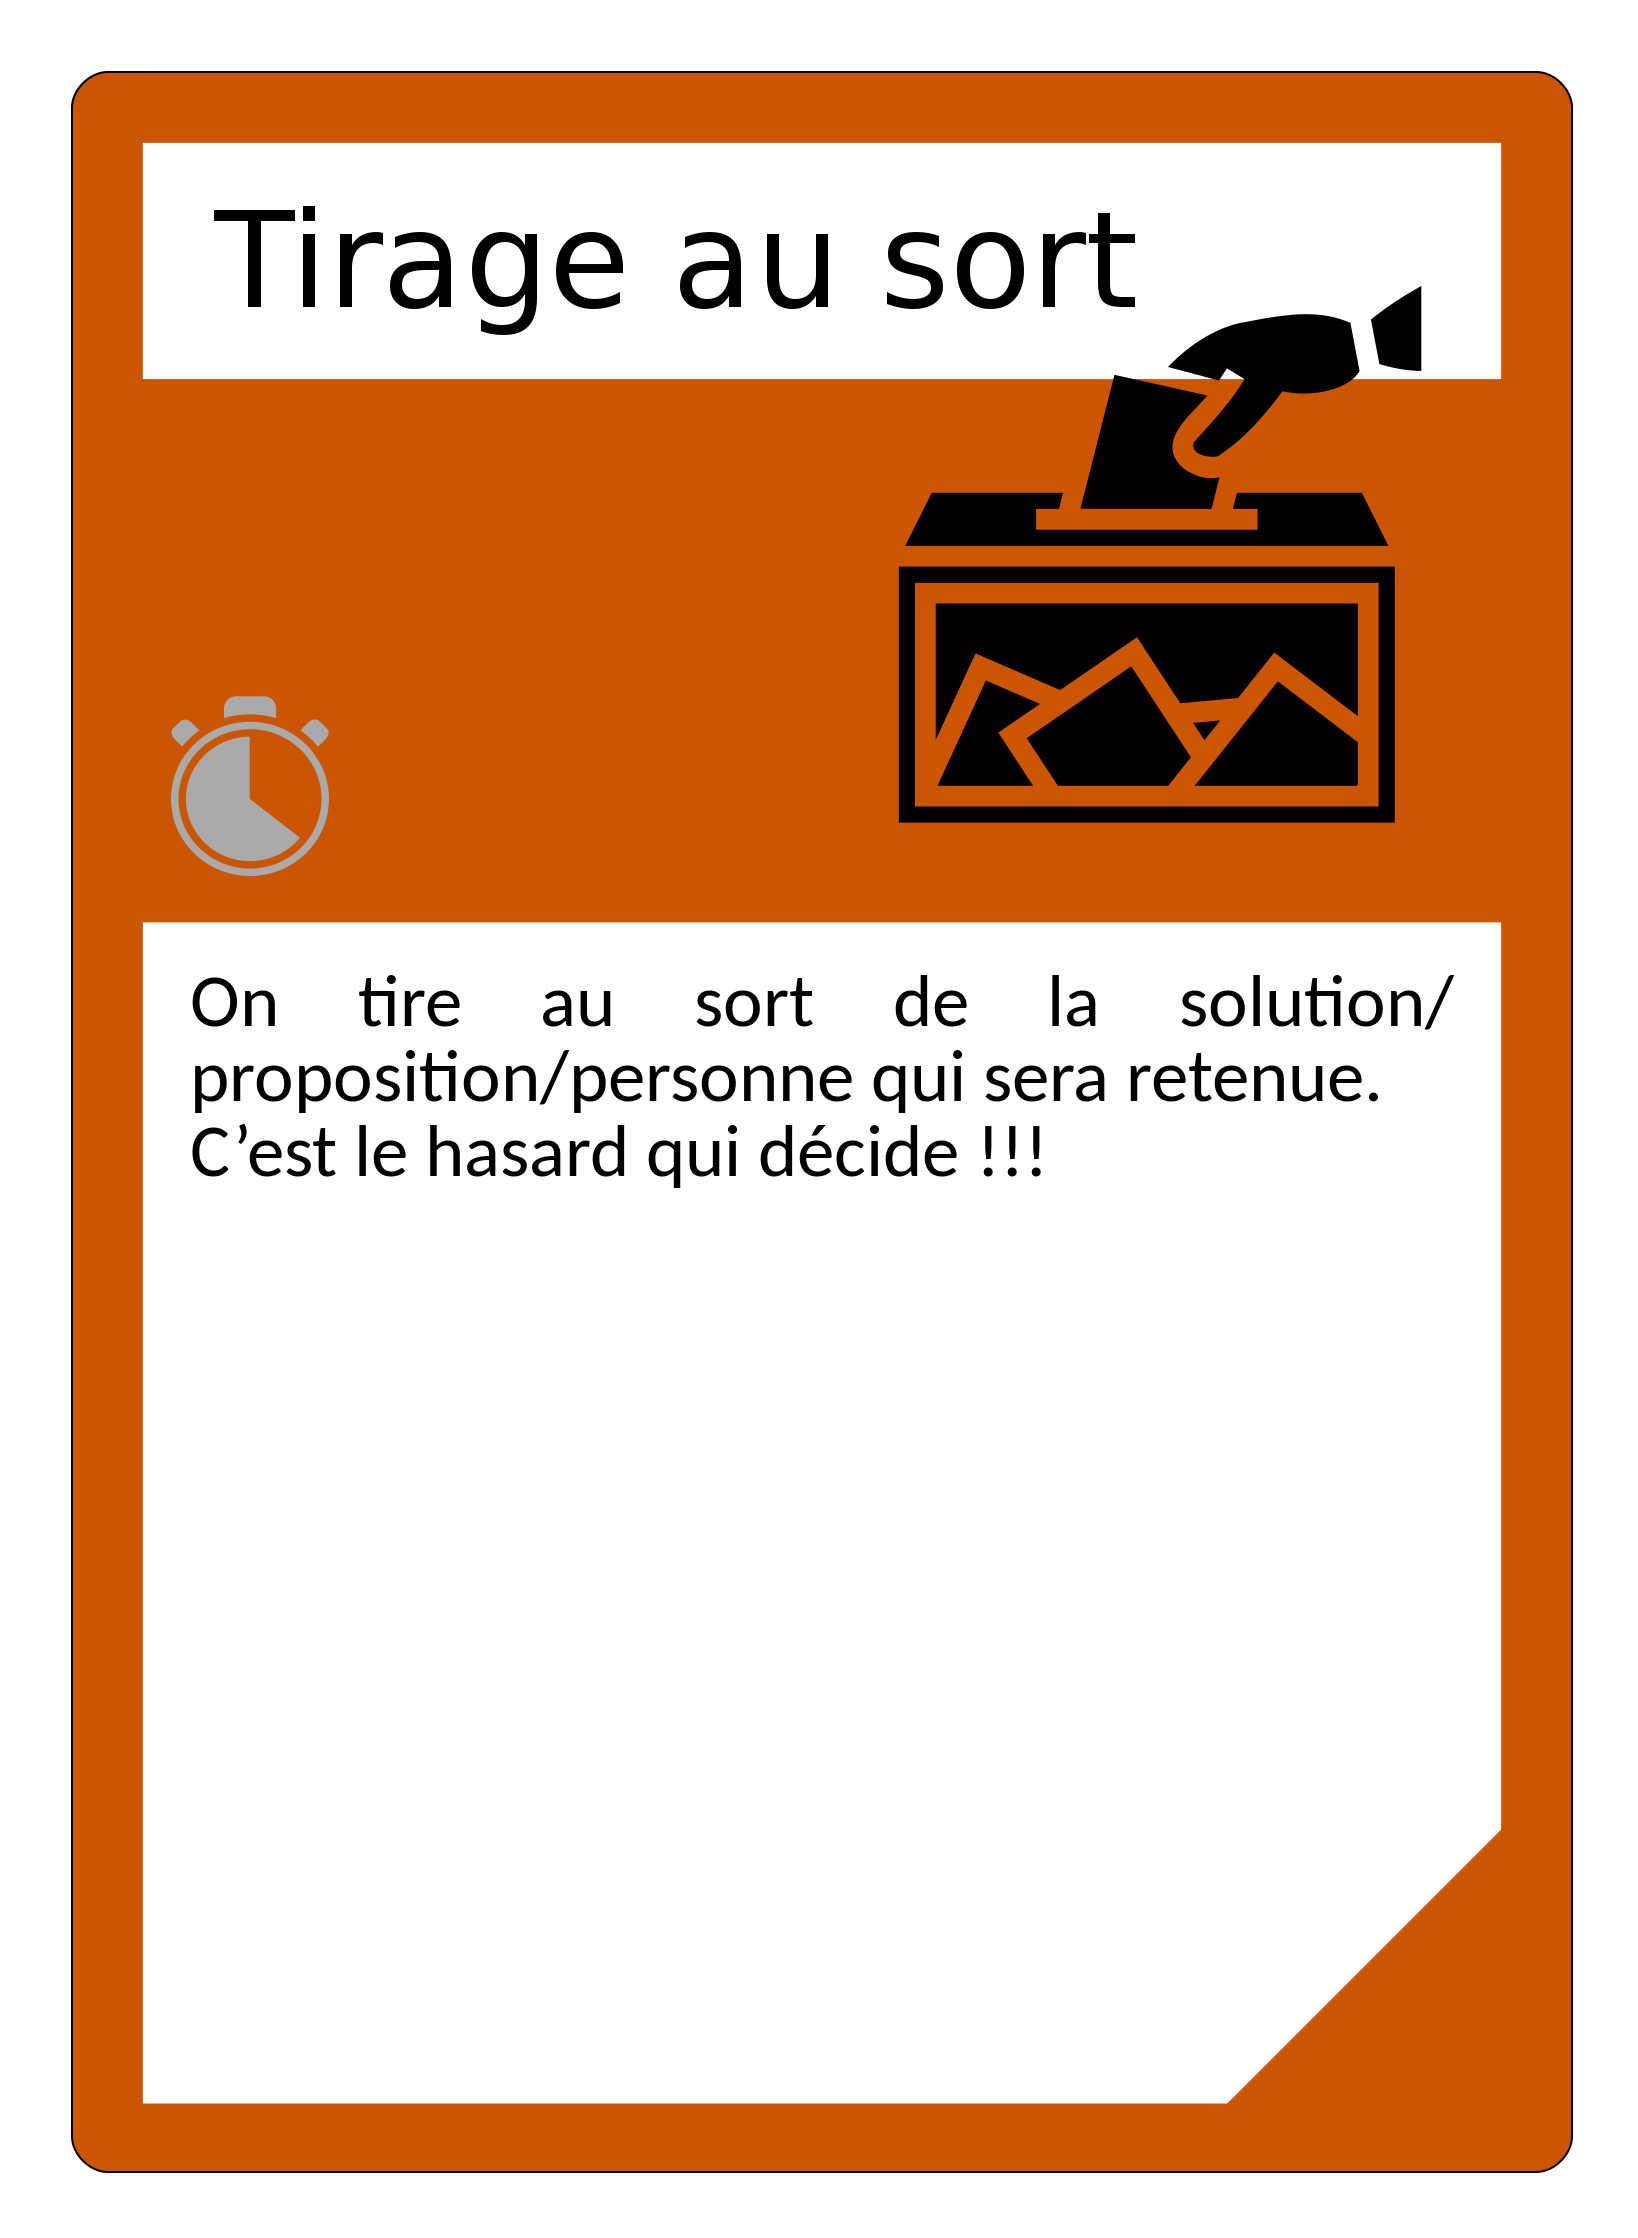 Tirage au sort
On tire au sort de la solution/
proposition/personne qui sera retenue.
C’est le hasard qui décide !!!